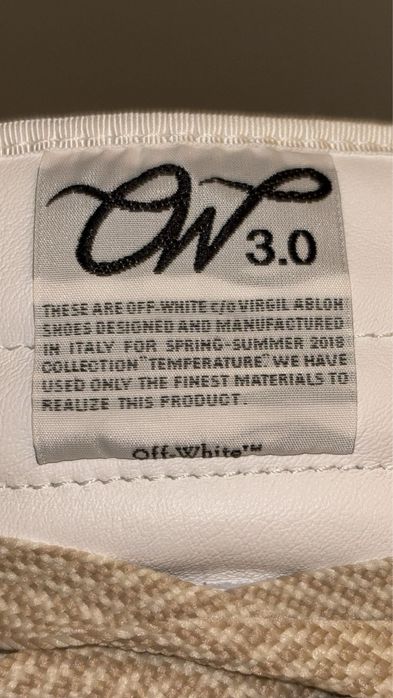 OW 3.0
THESE ARE OFF-WHITE c/o VIRGIL ABLOH
SHOES DESIGNED AND MANUFACTURED
IN ITALY FOR SPRING-SUMMER 2018
COLLECTION "TEMPERATURE" WE HAVE
USED ONLY THE FINEST MATERIALS TO
REALIZE THIS PRODUCT.
Off-White™